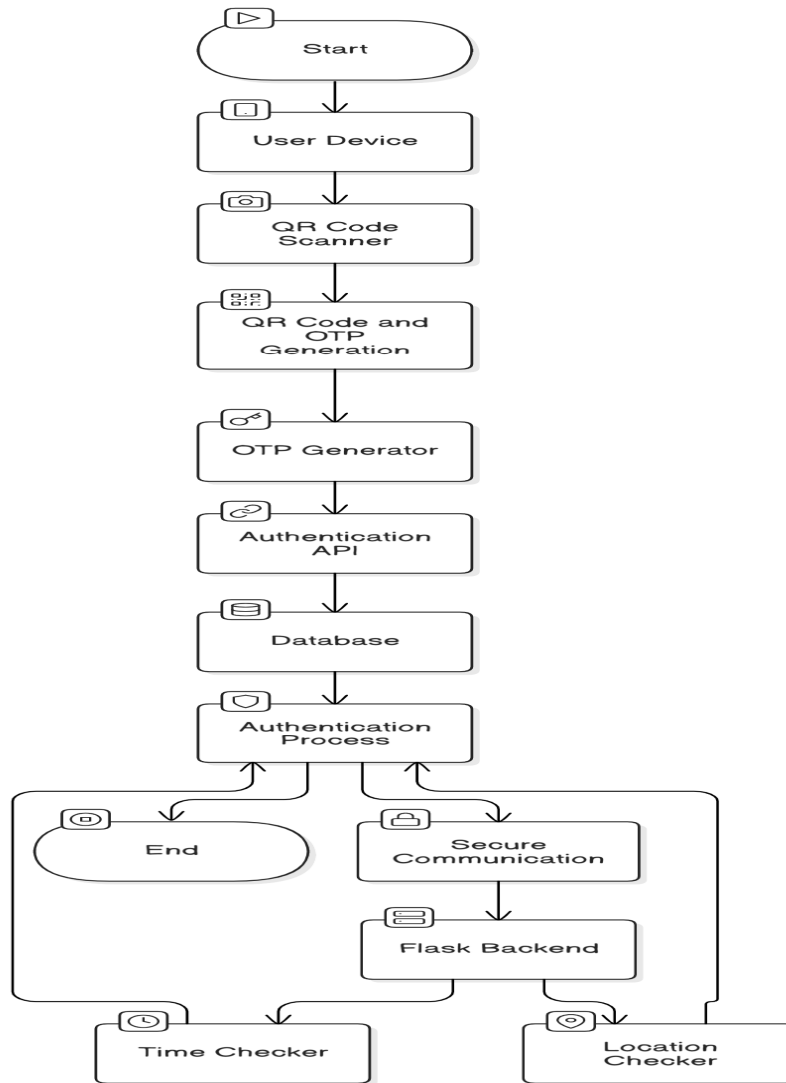 Start
User Device
QR Code
Scanner
QR Code and
OTP
Generation
OTP Generator
Authentication
API
Database
Authentication
Process
End
Secure
Communication
Flask Backend
Time Checker
Location
Checker